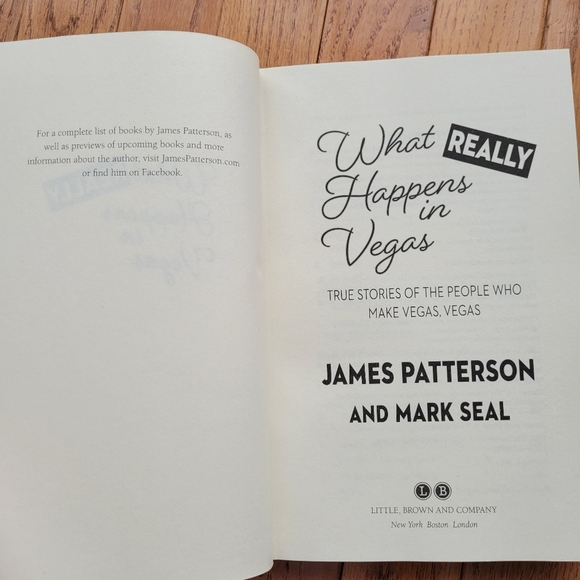 For a complete list of books by James Patterson, as
well as previews of upcoming books and more
information about the author, visit JamesPatterson.com
or find him on Facebook.
What REALLY
Happens
in
Vegas
TRUE STORIES OF THE PEOPLE WHO
MAKE VEGAS, VEGAS
JAMES PATTERSON
AND MARK SEAL
L B
LITTLE, BROWN AND COMPANY
New York Boston London